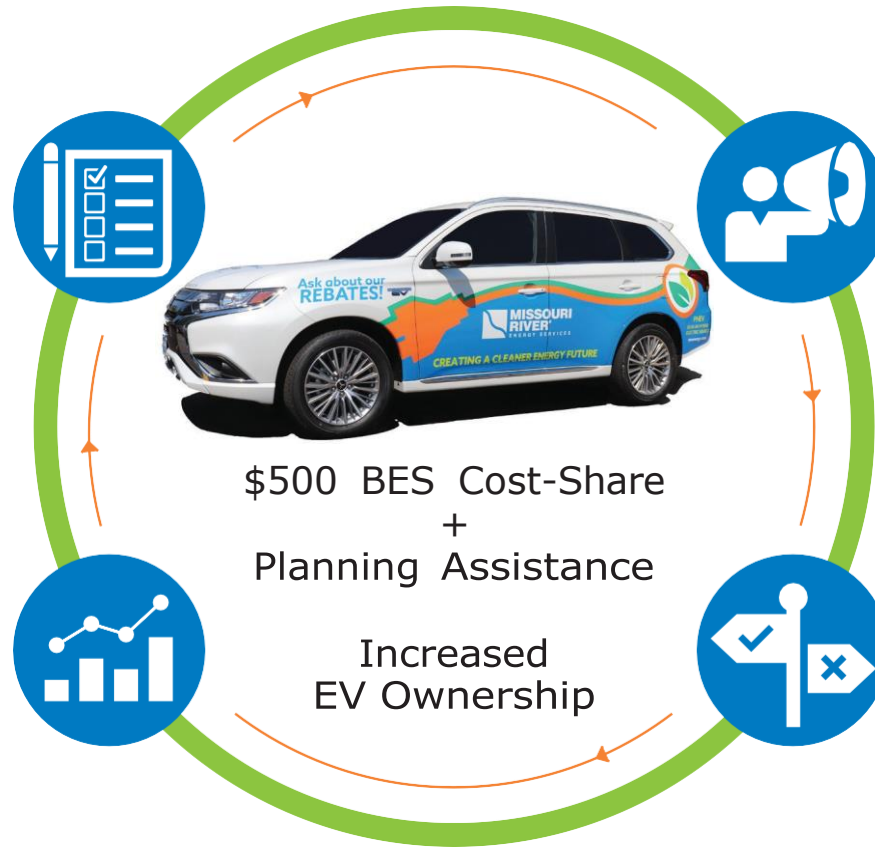 Ask about our
REBATES!
MISSOURI
RIVER
ENERGY SERVICES
CREATING A CLEANER ENERGY FUTURE
PHEV
$500 BES Cost-Share
+
Planning Assistance
Increased
EV Ownership